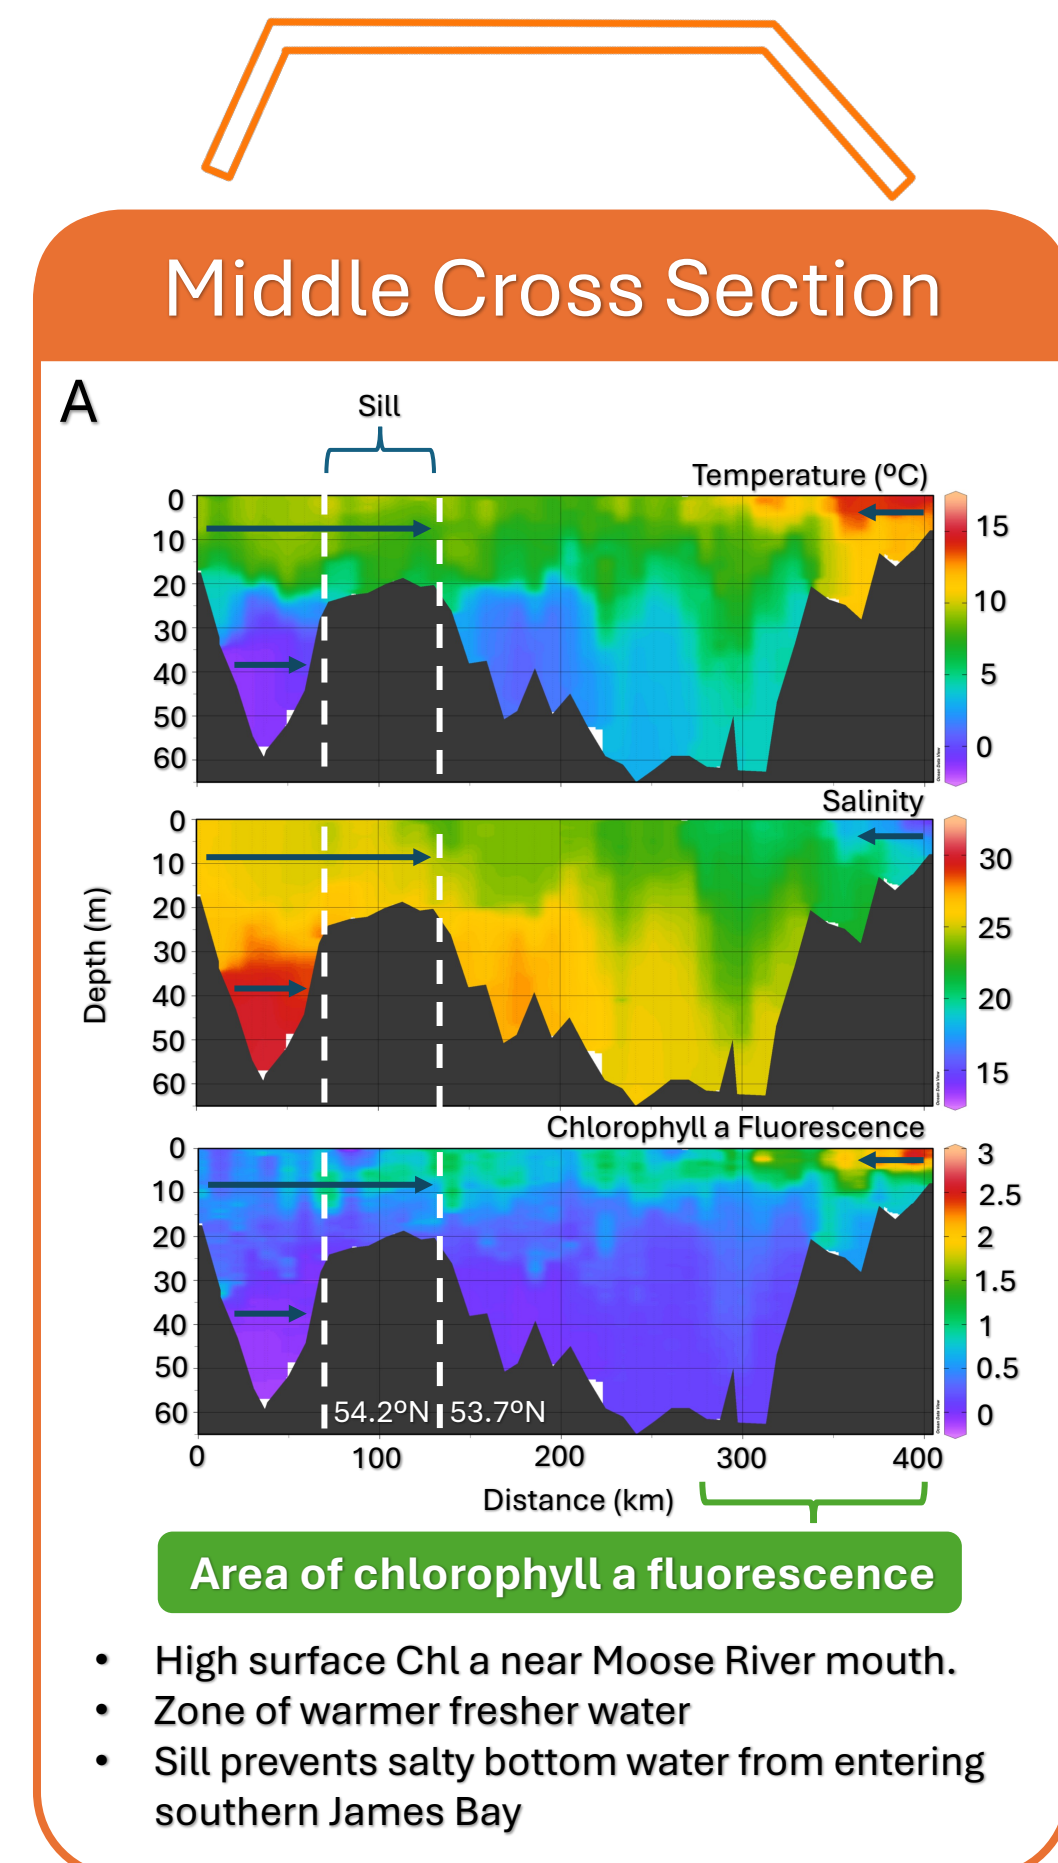 Middle Cross Section
A
Sill
Temperature (ºC)
0
10
20
30
40
50
60
15
10
5
0
Salinity
0
10
20
30
40
50
60
30
25
20
15
Depth (m)
Chlorophyll a Fluorescence
0
10
20
30
40
50
60
54.2ºN
53.7ºN
3
2.5
2
1.5
1
0.5
0
0 100 200 300 400
Distance (km)
Area of chlorophyll a fluorescence
• High surface Chl a near Moose River mouth.
• Zone of warmer fresher water
• Sill prevents salty bottom water from entering
southern James Bay